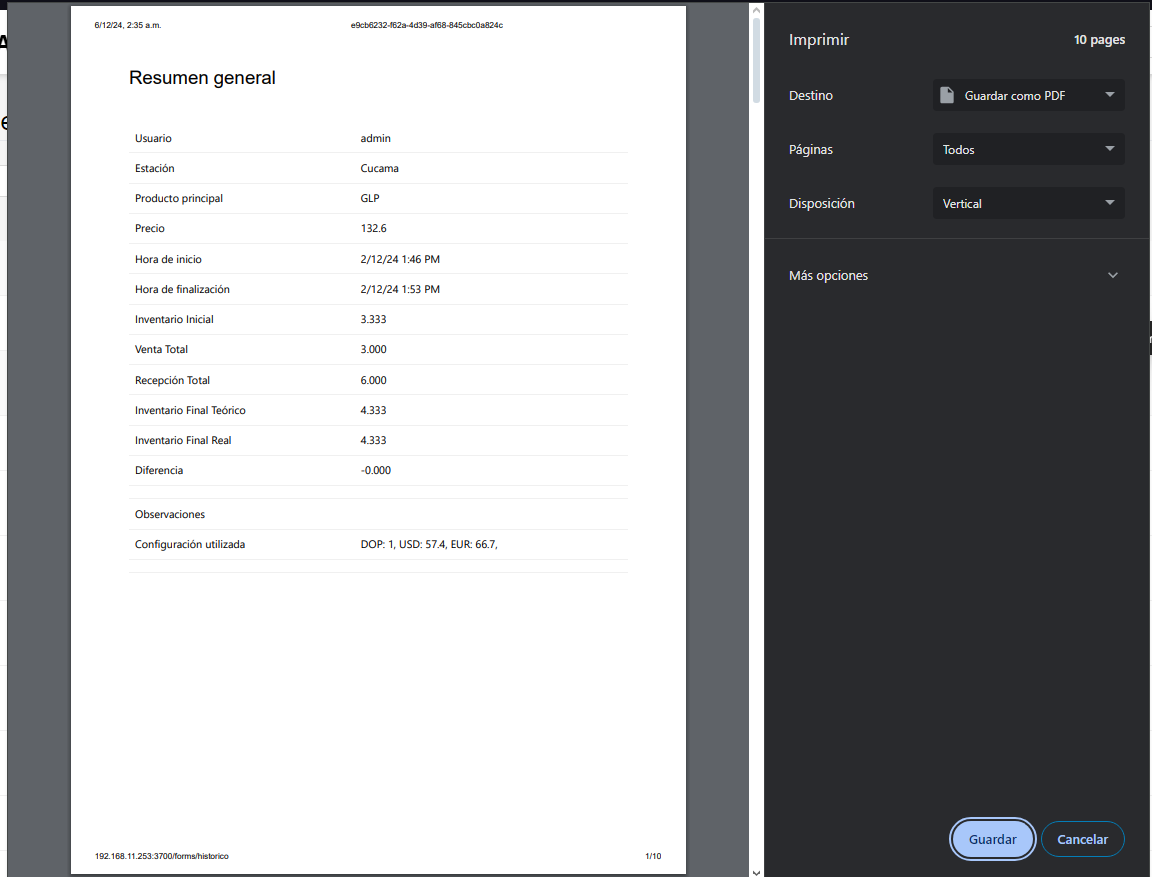 6/12/24, 2:35 a.m. e9cb6232-f62a-4d39-af68-845cbc0a824c
Resumen general
Usuario admin
Estación Cucama
Producto principal GLP
Precio 132.6
Hora de inicio 2/12/24 1:46 PM
Hora de finalización 2/12/24 1:53 PM
Inventario Inicial 3.333
Venta Total 3.000
Recepción Total 6.000
Inventario Final Teórico 4.333
Inventario Final Real 4.333
Diferencia -0.000
Observaciones
Configuración utilizada DOP: 1, USD: 57.4, EUR: 66.7,
192.168.11.253:3700/forms/historico 1/10
Imprimir 10 pages
Destino Guardar como PDF
Páginas Todos
Disposición Vertical
Más opciones
Guardar Cancelar